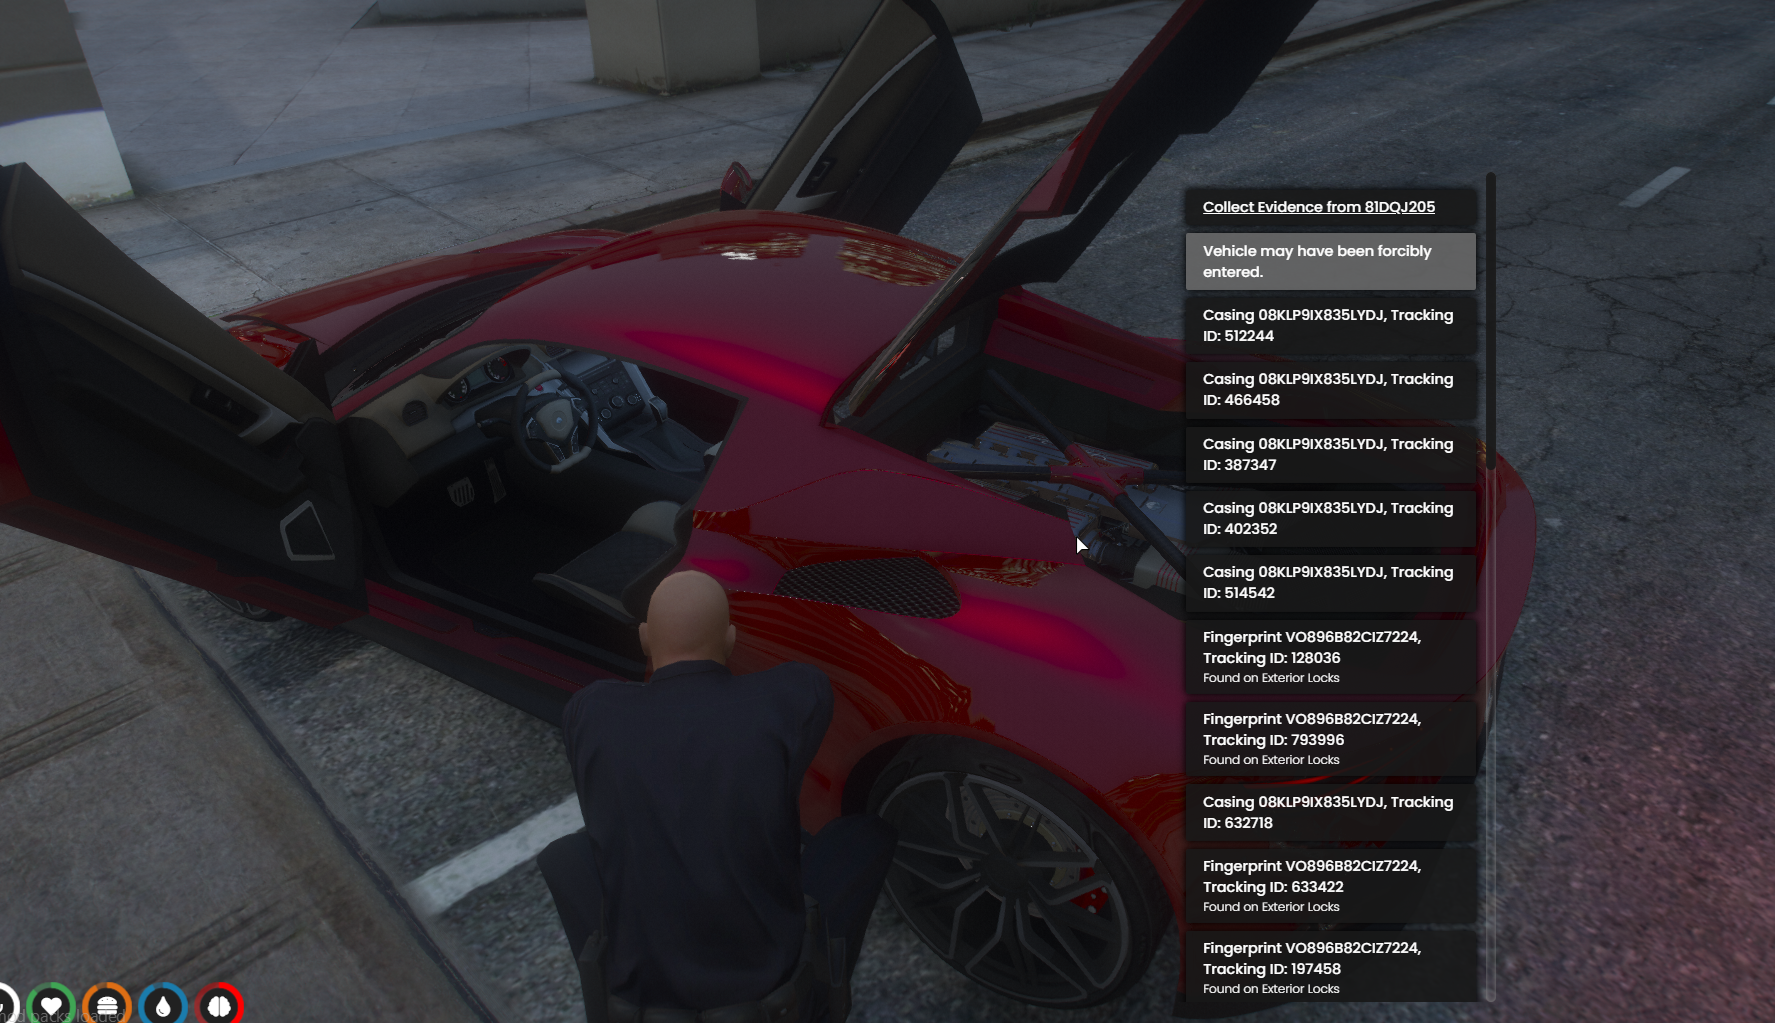 Collect Evidence from 81DQJ205
Vehicle may have been forcibly
entered.
Casing 08KLP9IX835LYDJ, Tracking
ID: 512244
Casing 08KLP9IX835LYDJ, Tracking
ID: 466458
Casing 08KLP9IX835LYDJ, Tracking
ID: 387347
Casing 08KLP9IX835LYDJ, Tracking
ID: 402352
Casing 08KLP9IX835LYDJ, Tracking
ID: 514542
Fingerprint VO896B82CIZ7224,
Tracking ID: 128036
Found on Exterior Locks
Fingerprint VO896B82CIZ7224,
Tracking ID: 793996
Found on Exterior Locks
Casing 08KLP9IX835LYDJ, Tracking
ID: 632718
Fingerprint VO896B82CIZ7224,
Tracking ID: 633422
Found on Exterior Locks
Fingerprint VO896B82CIZ7224,
Tracking ID: 197458
Found on Exterior Locks
packs loaded